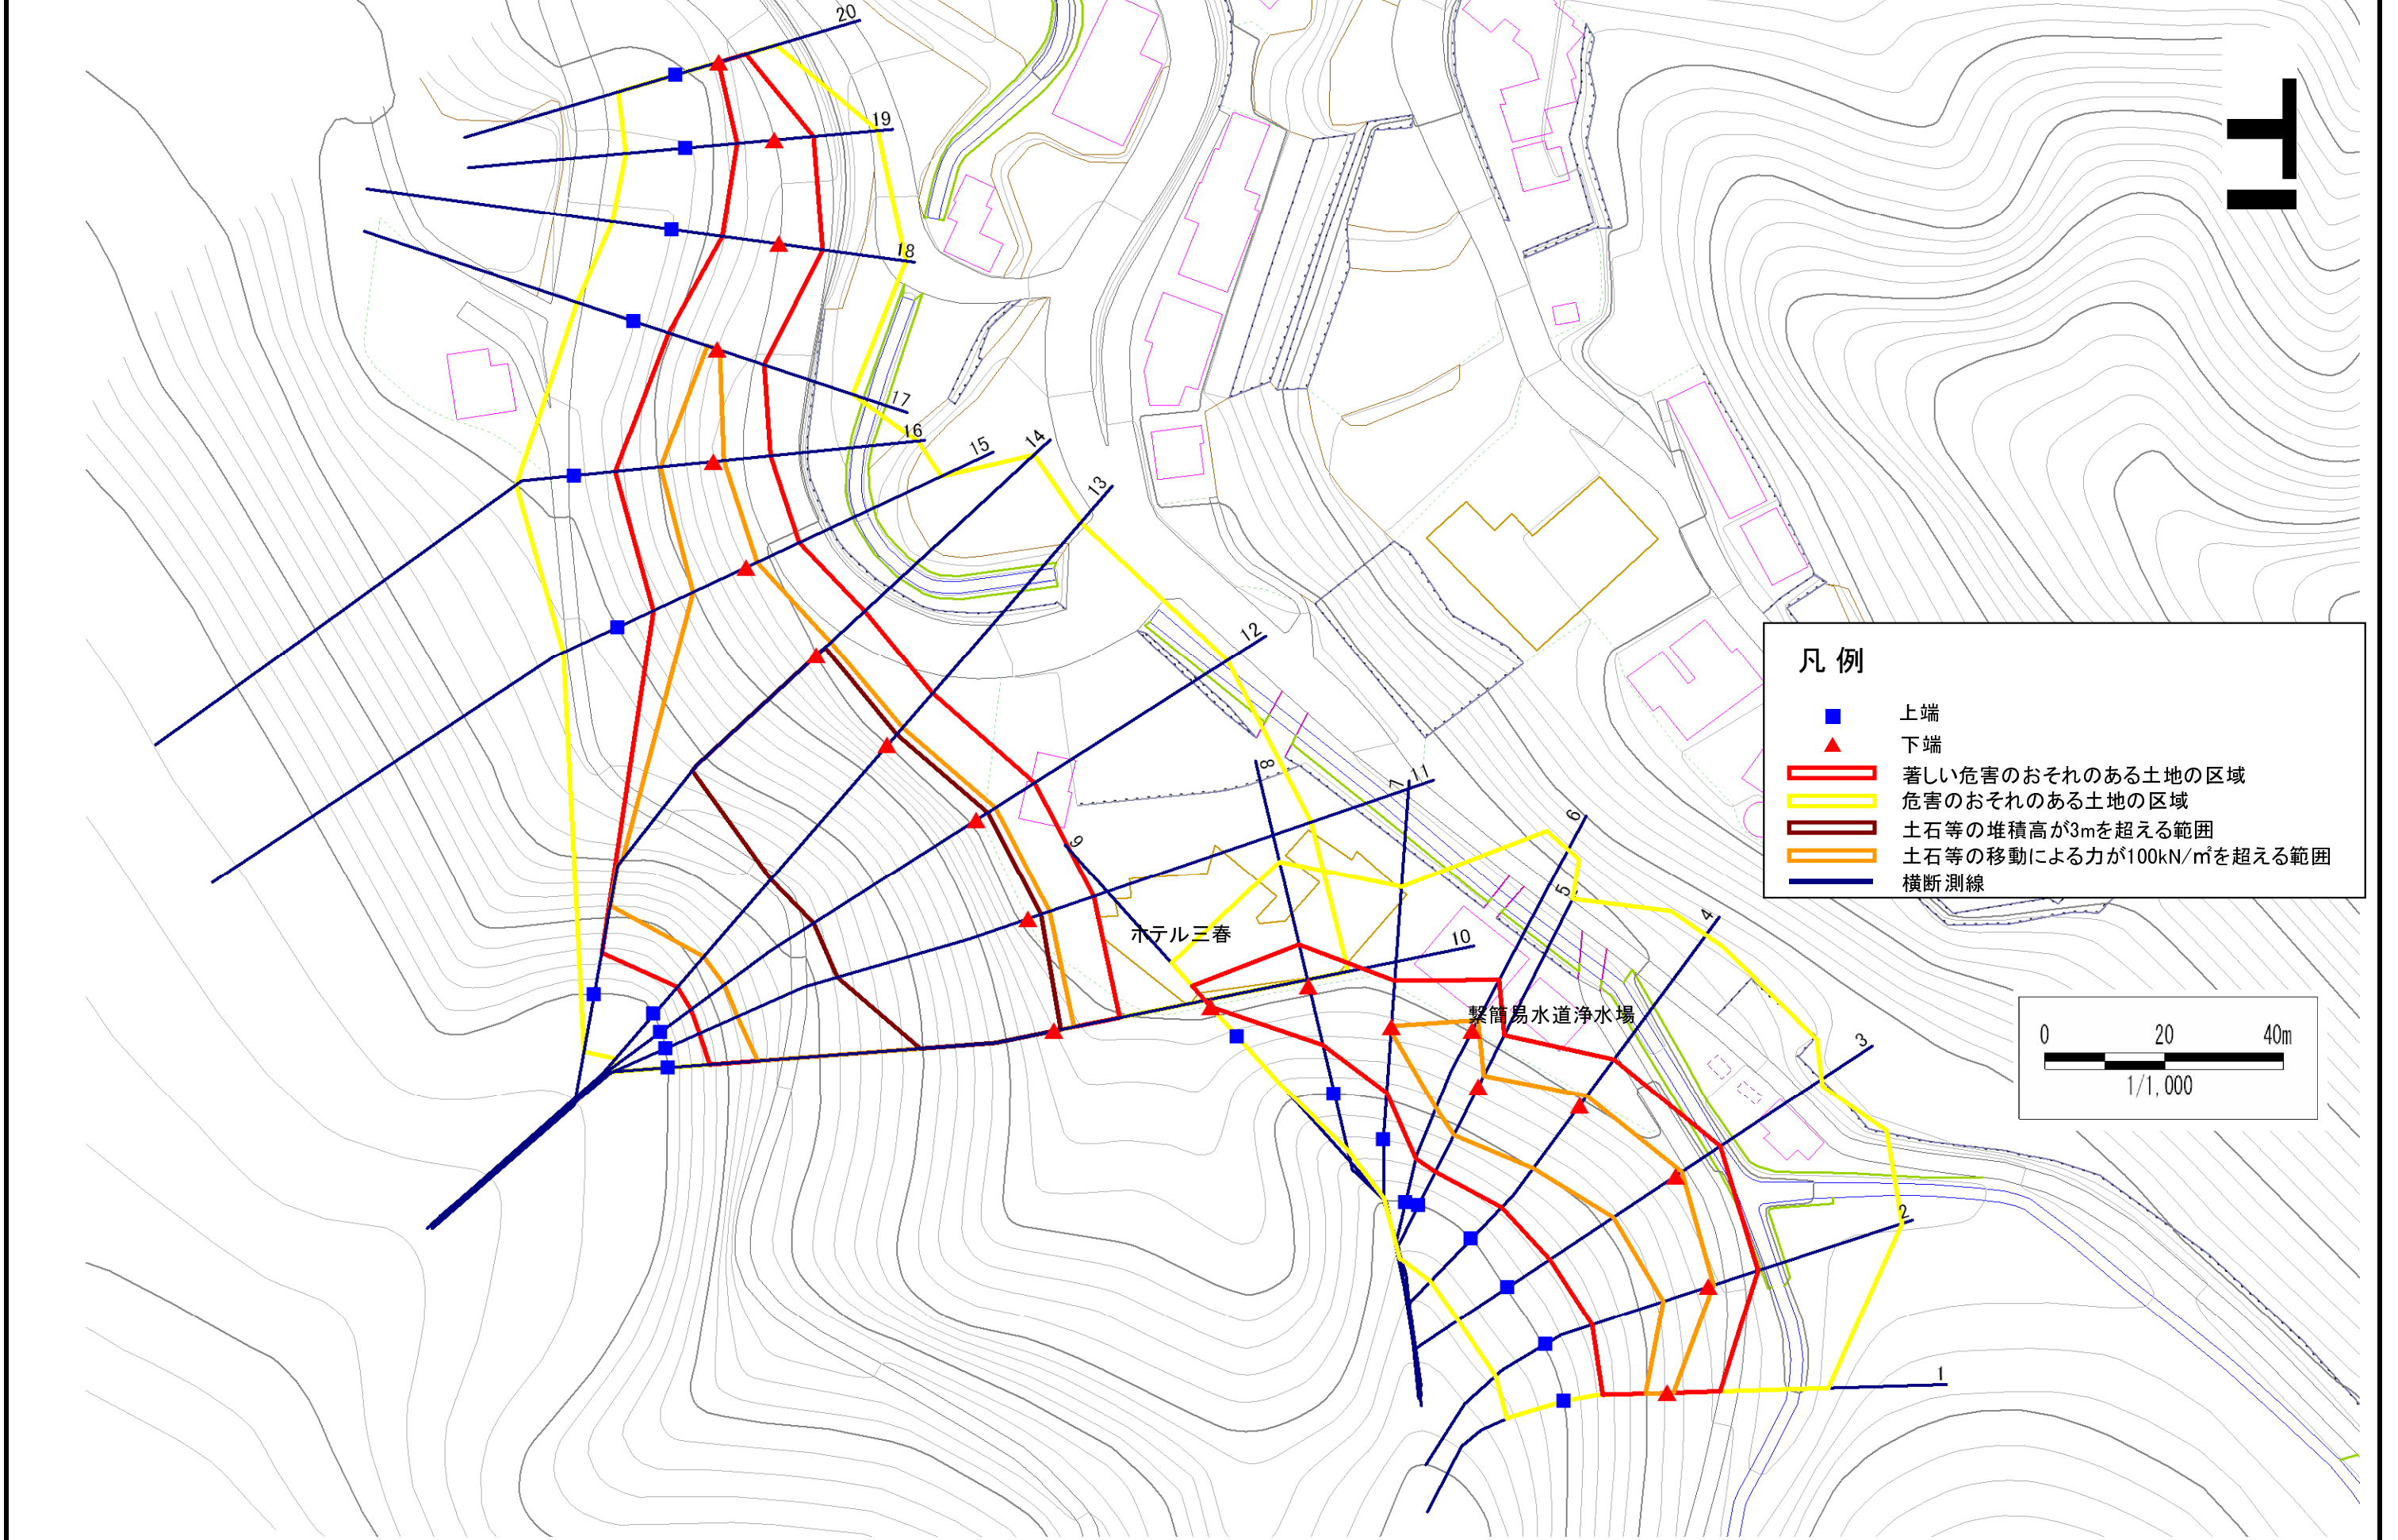 20
19
18
17
16
15
14
13
12
11
10
9
8
7
6
5
4
3
2
1
ホテル三春
繋簡易水道浄水場
凡 例
上端
下端
著しい危害のおそれのある土地の区域
危害のおそれのある土地の区域
土石等の堆積高が3mを超える範囲
土石等の移動による力が100kN/㎡を超える範囲
横断測線
0 20 40m
1/1,000